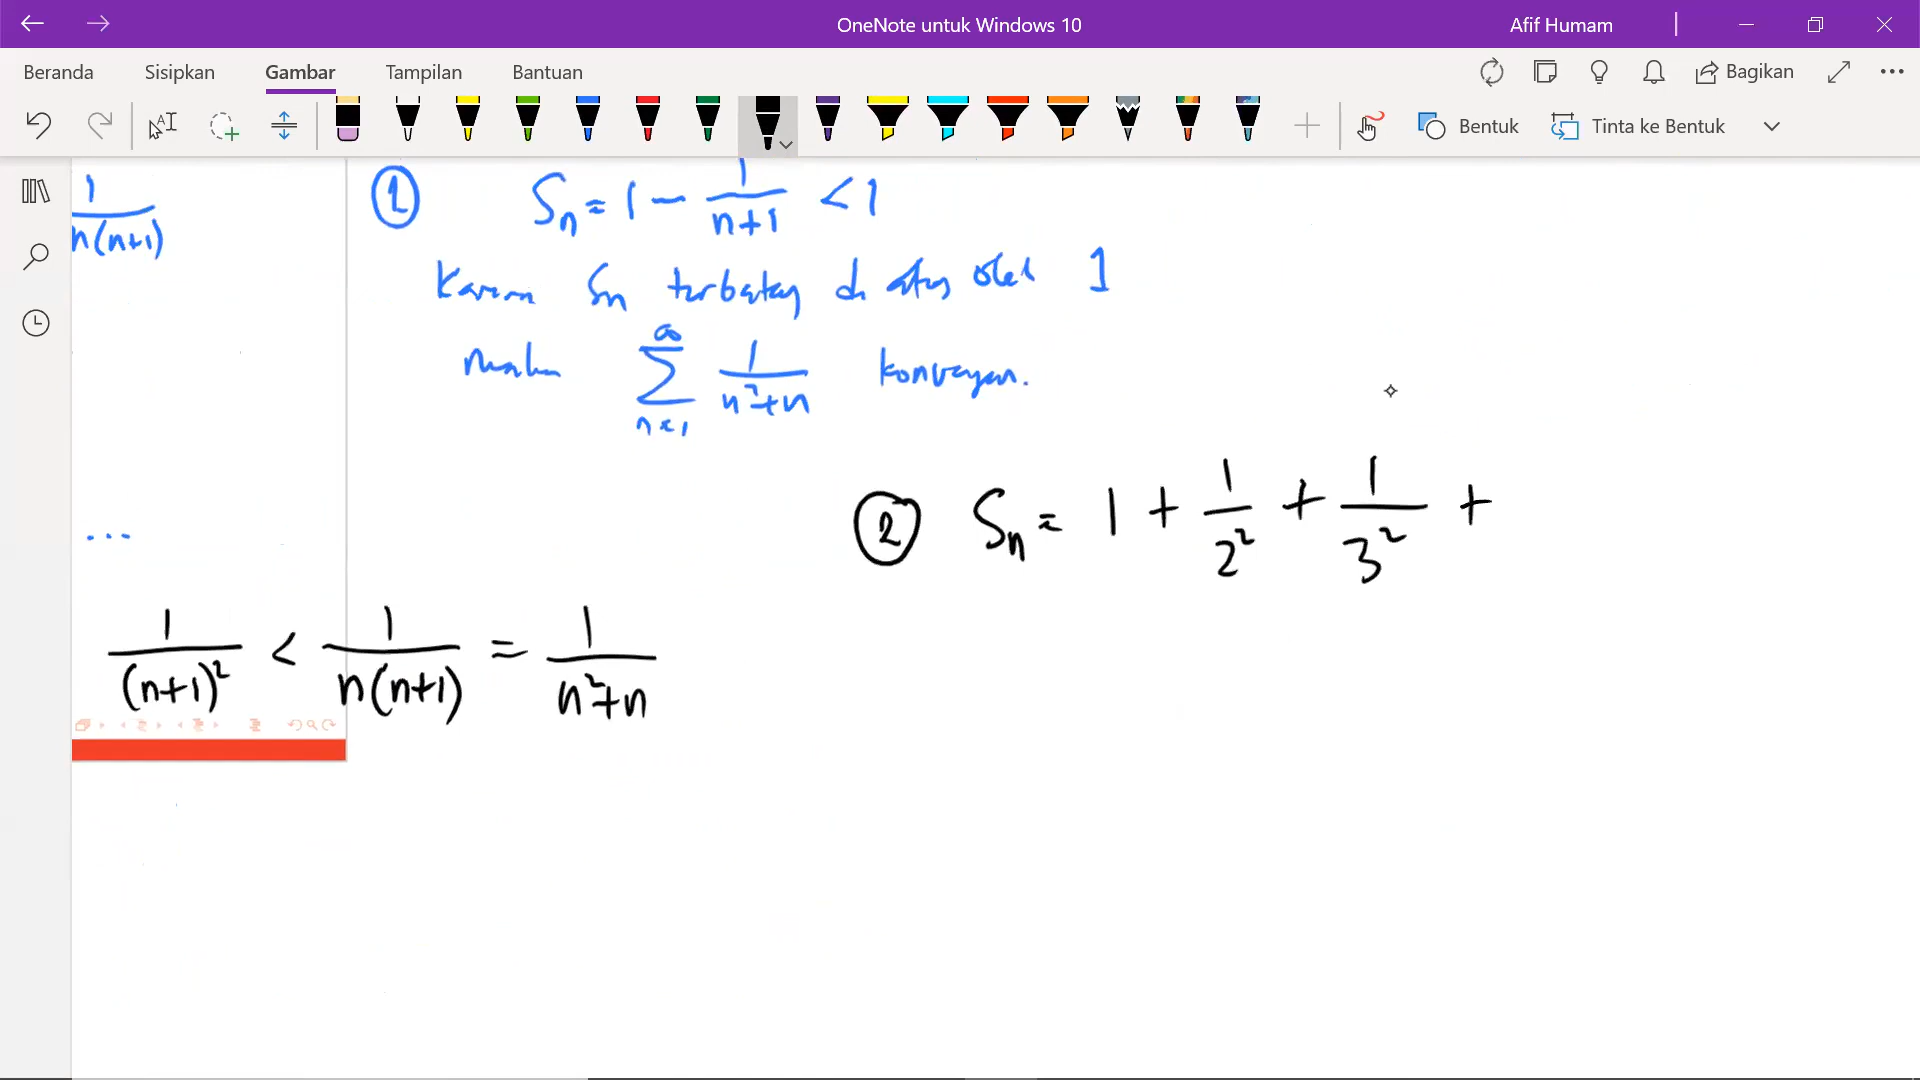 OneNote untuk Windows 10
Afif Humam
Beranda Sisipkan Gambar Tampilan Bantuan
Bagikan
Bentuk
Tinta ke Bentuk
1/(n(n+1))
① Sₙ = 1 − 1/(n+1) < 1
Karena Sn terbatas di atas oleh 1
maka ∑_{n=1}^{∞} 1/(n²+n) konvergen.
② Sₙ = 1 + 1/2² + 1/3² +
...
1/(n+1)² < 1/(n(n+1)) = 1/(n²+n)